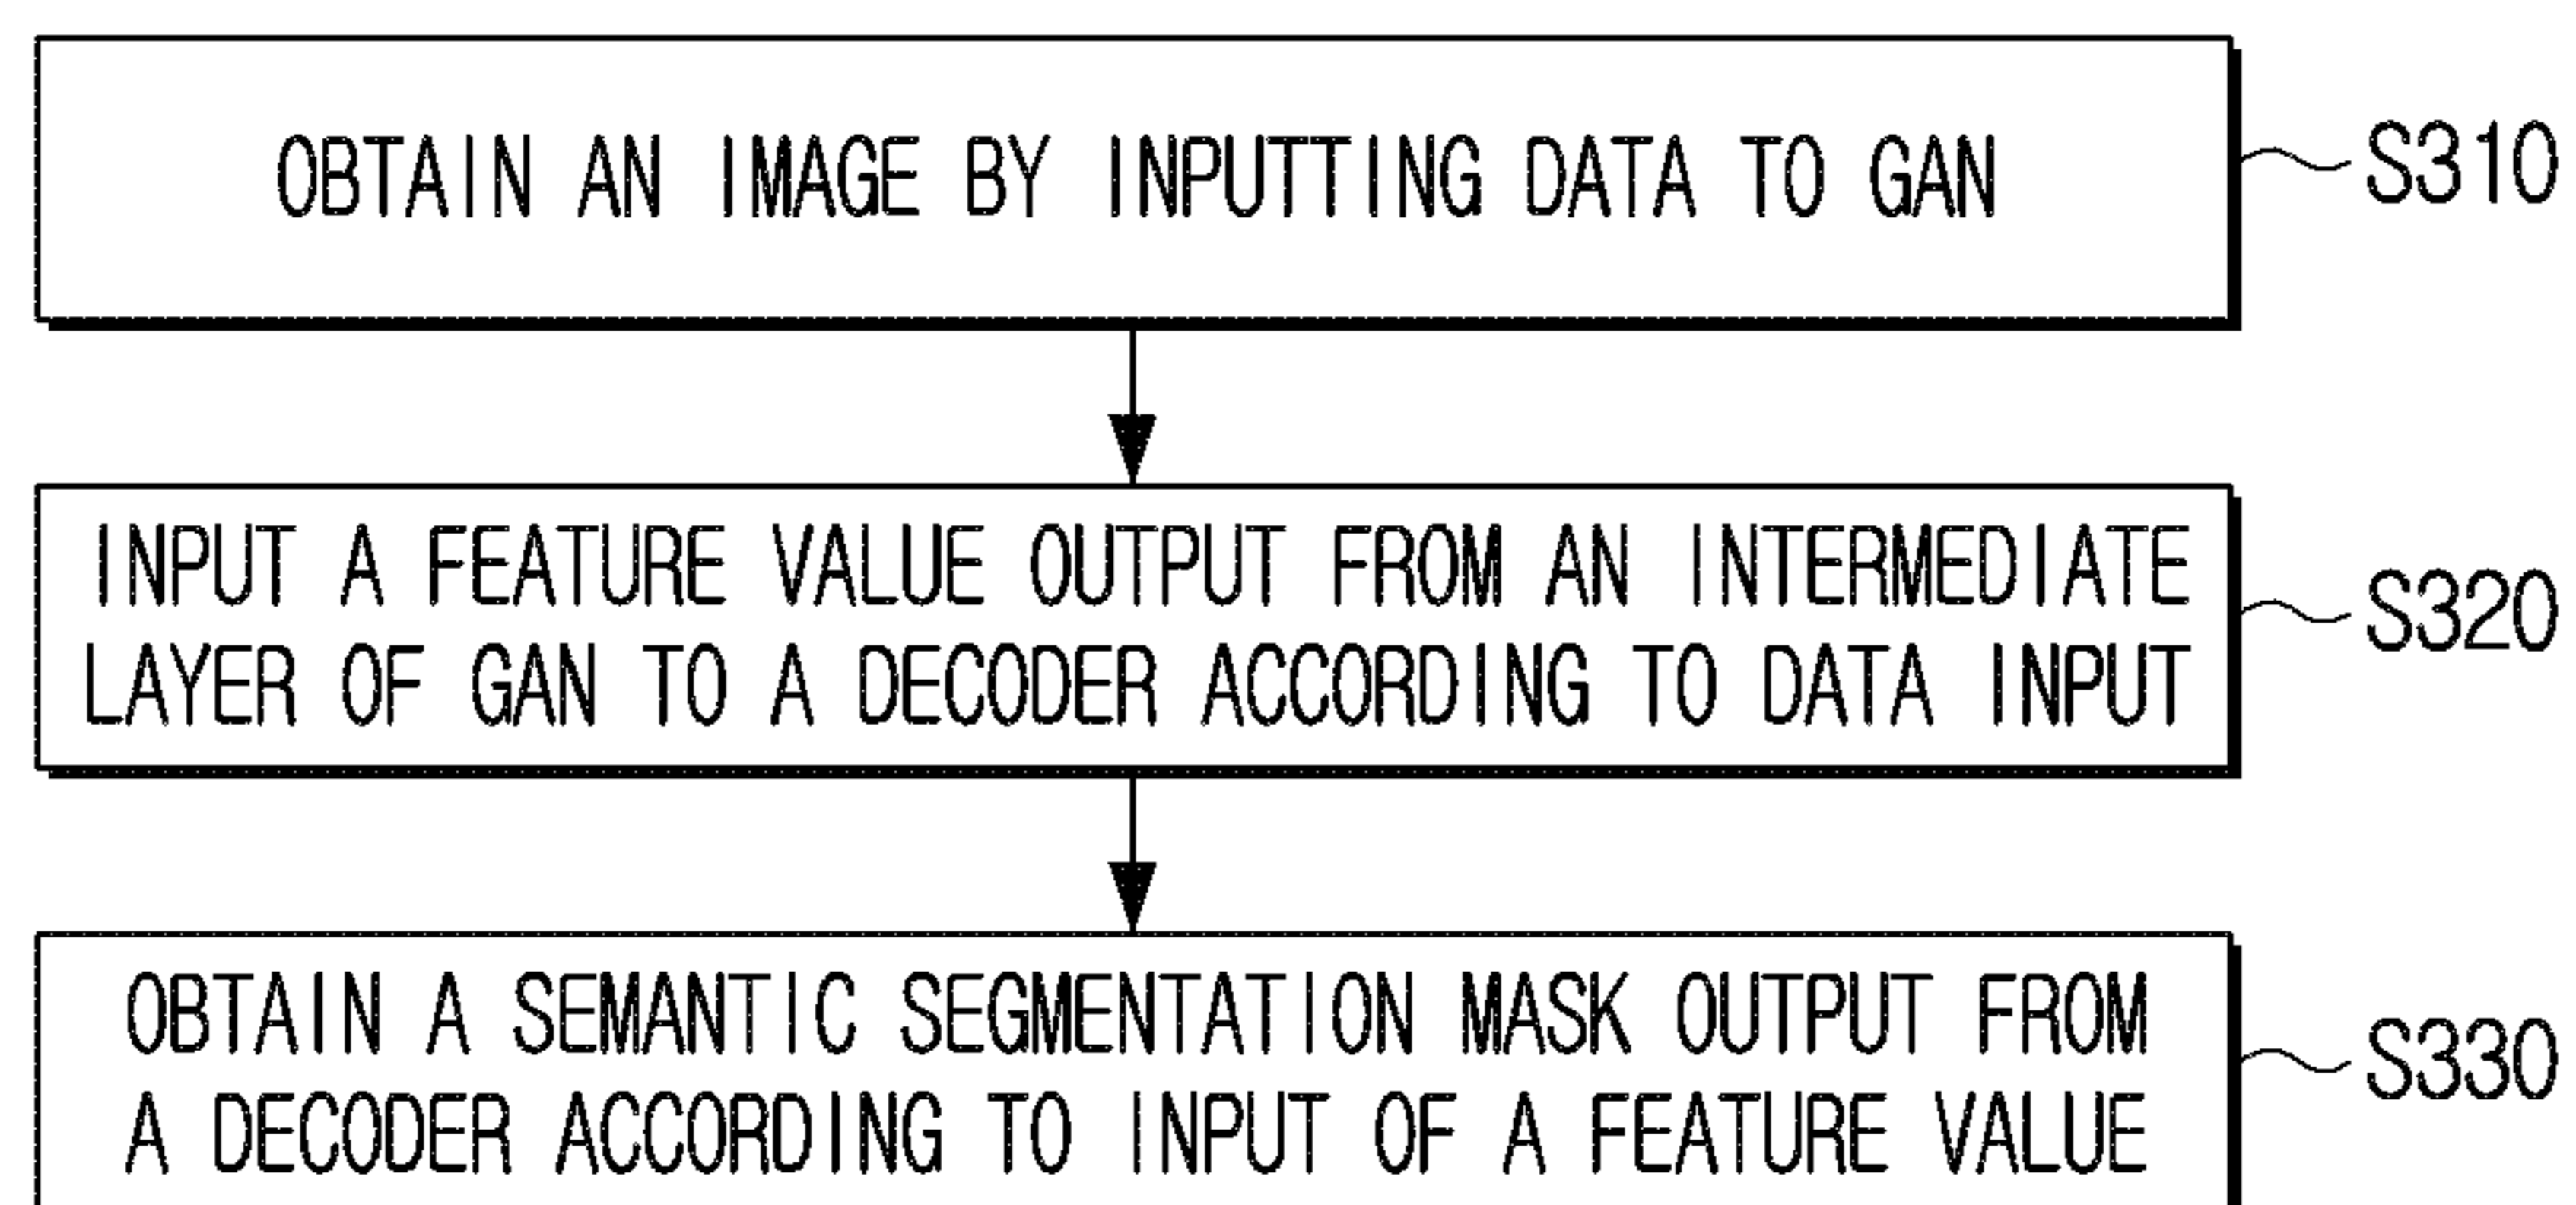 OBTAIN AN IMAGE BY INPUTTING DATA TO GAN
S310
INPUT A FEATURE VALUE OUTPUT FROM AN INTERMEDIATE
LAYER OF GAN TO A DECODER ACCORDING TO DATA INPUT
S320
OBTAIN A SEMANTIC SEGMENTATION MASK OUTPUT FROM
A DECODER ACCORDING TO INPUT OF A FEATURE VALUE
S330